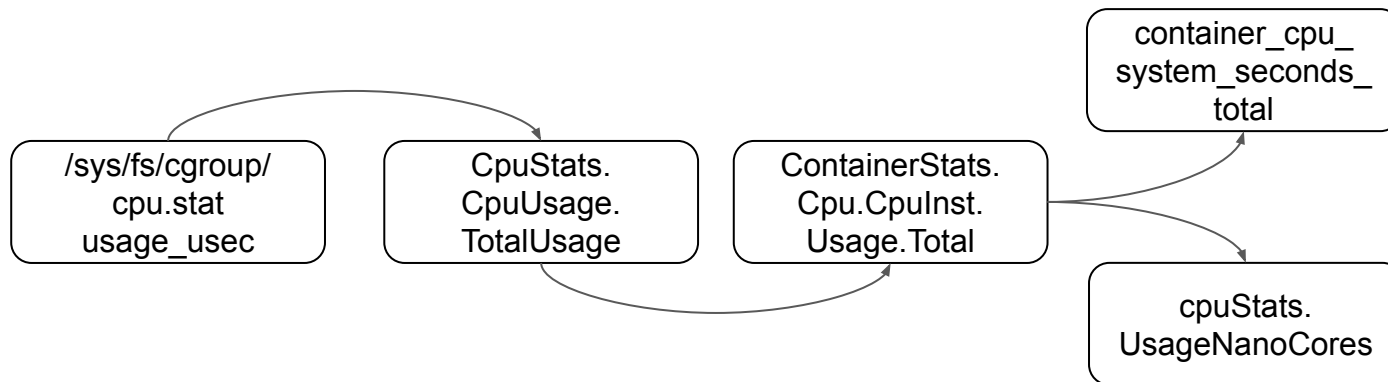 /sys/fs/cgroup/
cpu.stat
usage_usec
CpuStats.
CpuUsage.
TotalUsage
ContainerStats.
Cpu.CpuInst.
Usage.Total
container_cpu_
system_seconds_
total
cpuStats.
UsageNanoCores